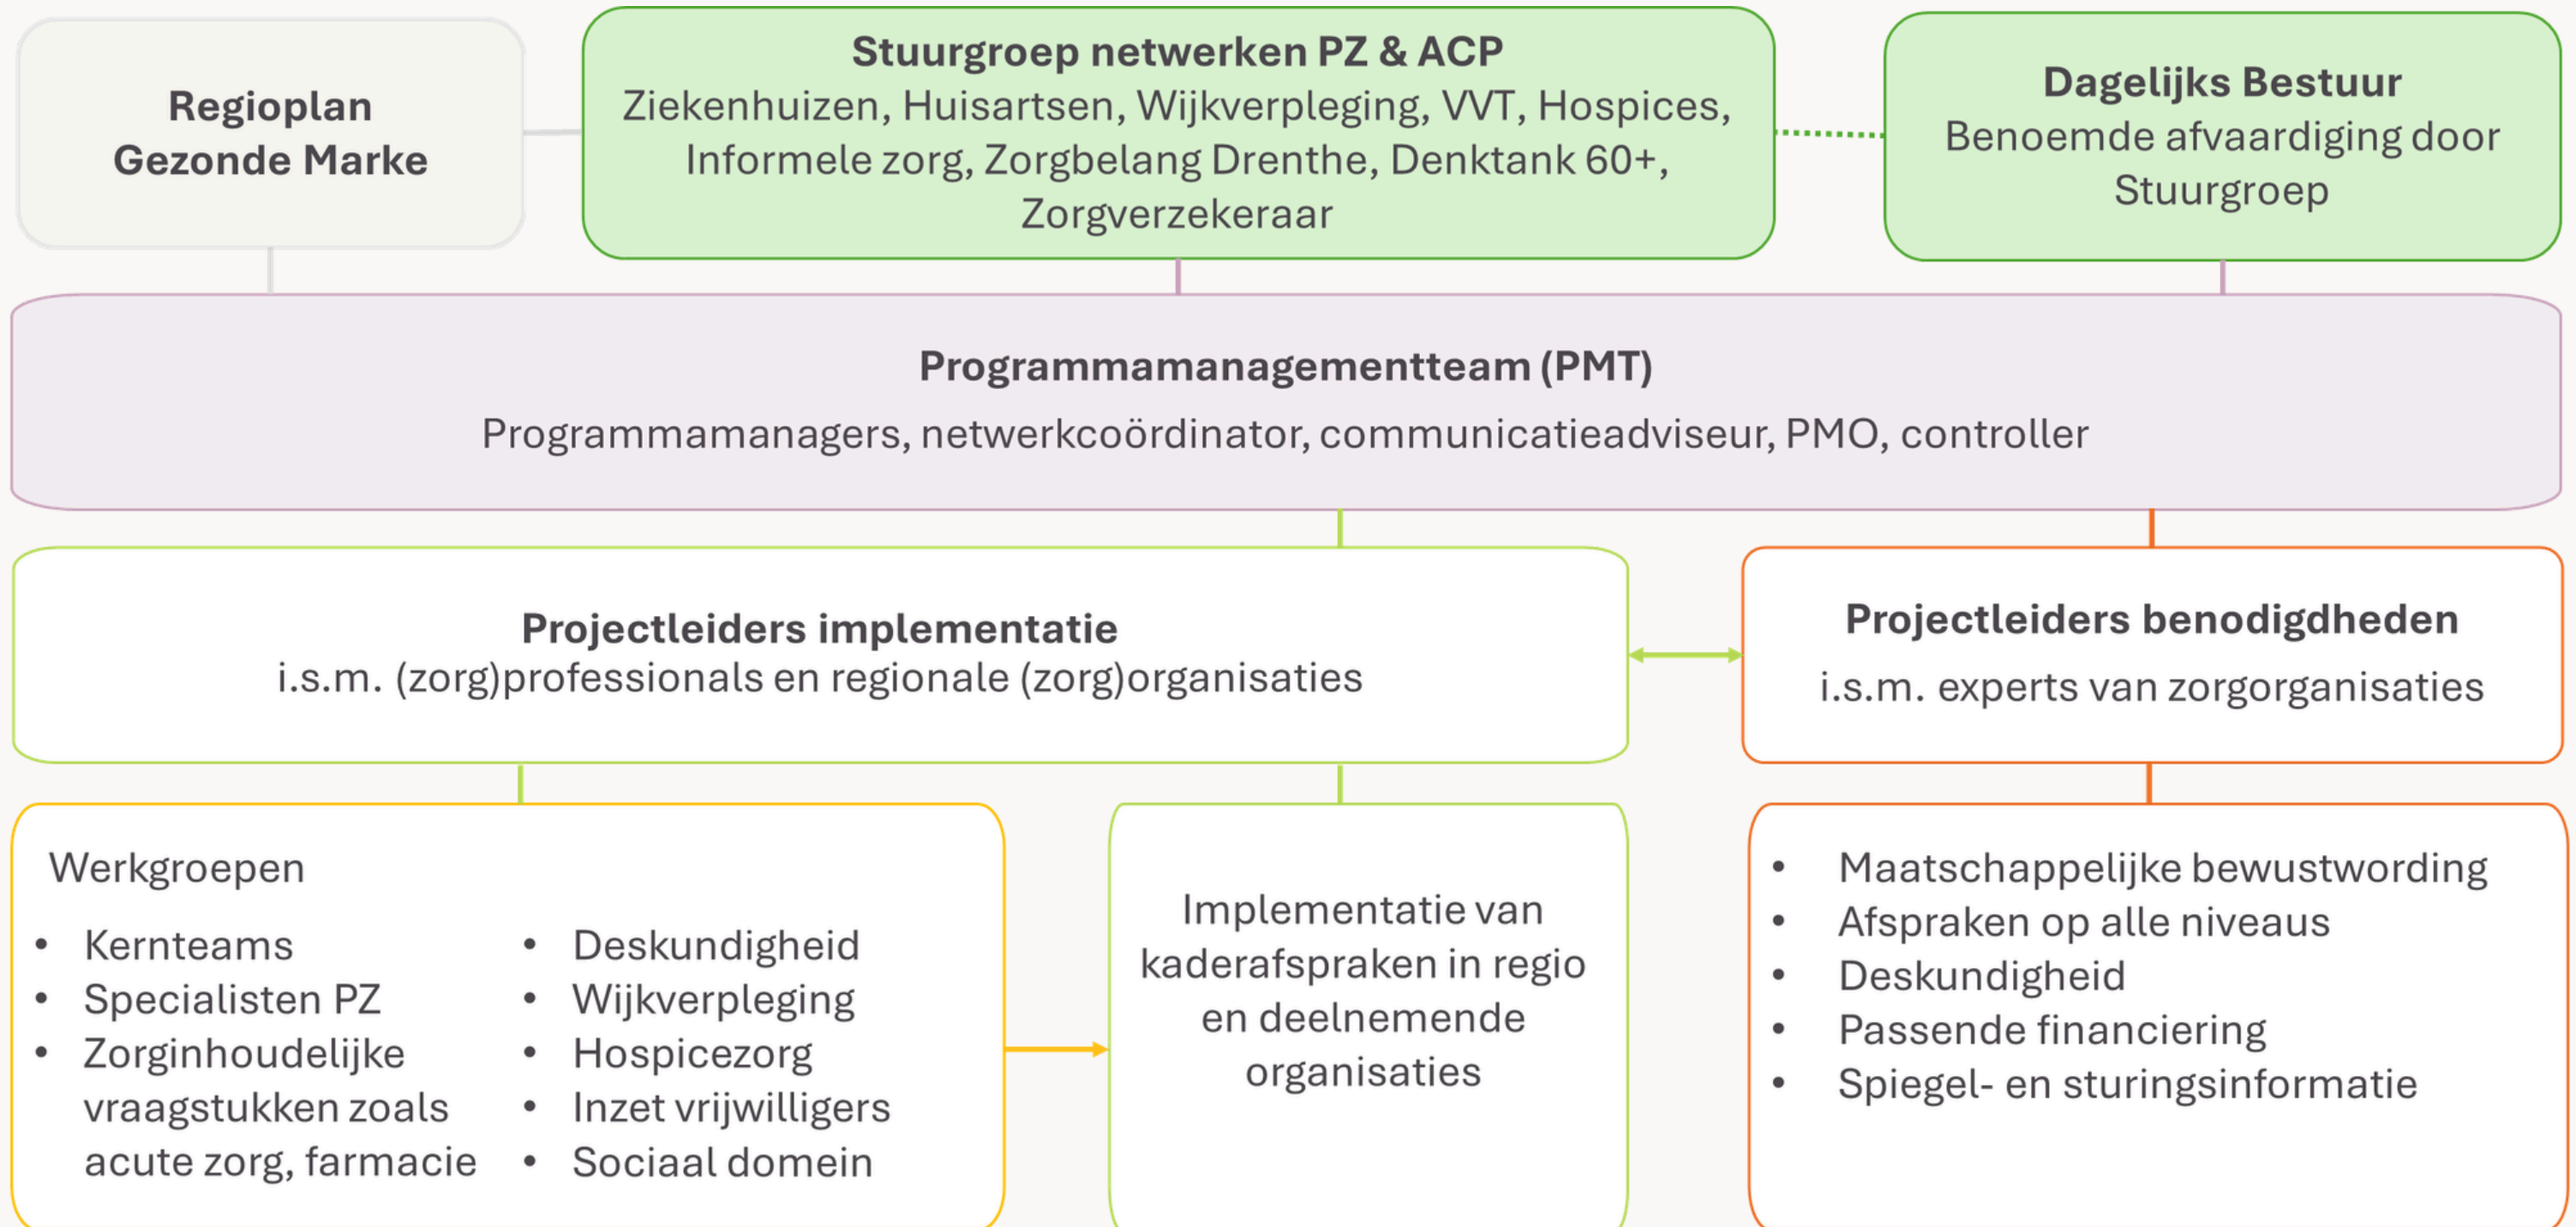 Regioplan
Gezonde Marke
Stuurgroep netwerken PZ & ACP
Ziekenhuizen, Huisartsen, Wijkverpleging, VVT, Hospices,
Informele zorg, Zorgbelang Drenthe, Denktank 60+,
Zorgverzekeraar
Dagelijks Bestuur
Benoemde afvaardiging door
Stuurgroep
Programmamanagementteam (PMT)
Programmamanagers, netwerkcoördinator, communicatieadviseur, PMO, controller
Projectleiders implementatie
i.s.m. (zorg)professionals en regionale (zorg)organisaties
Projectleiders benodigdheden
i.s.m. experts van zorgorganisaties
Werkgroepen
• Kernteams
• Specialisten PZ
• Zorginhoudelijke
vraagstukken zoals
acute zorg, farmacie
• Deskundigheid
• Wijkverpleging
• Hospicezorg
• Inzet vrijwilligers
• Sociaal domein
Implementatie van
kaderafspraken in regio
en deelnemende
organisaties
• Maatschappelijke bewustwording
• Afspraken op alle niveaus
• Deskundigheid
• Passende financiering
• Spiegel- en sturingsinformatie